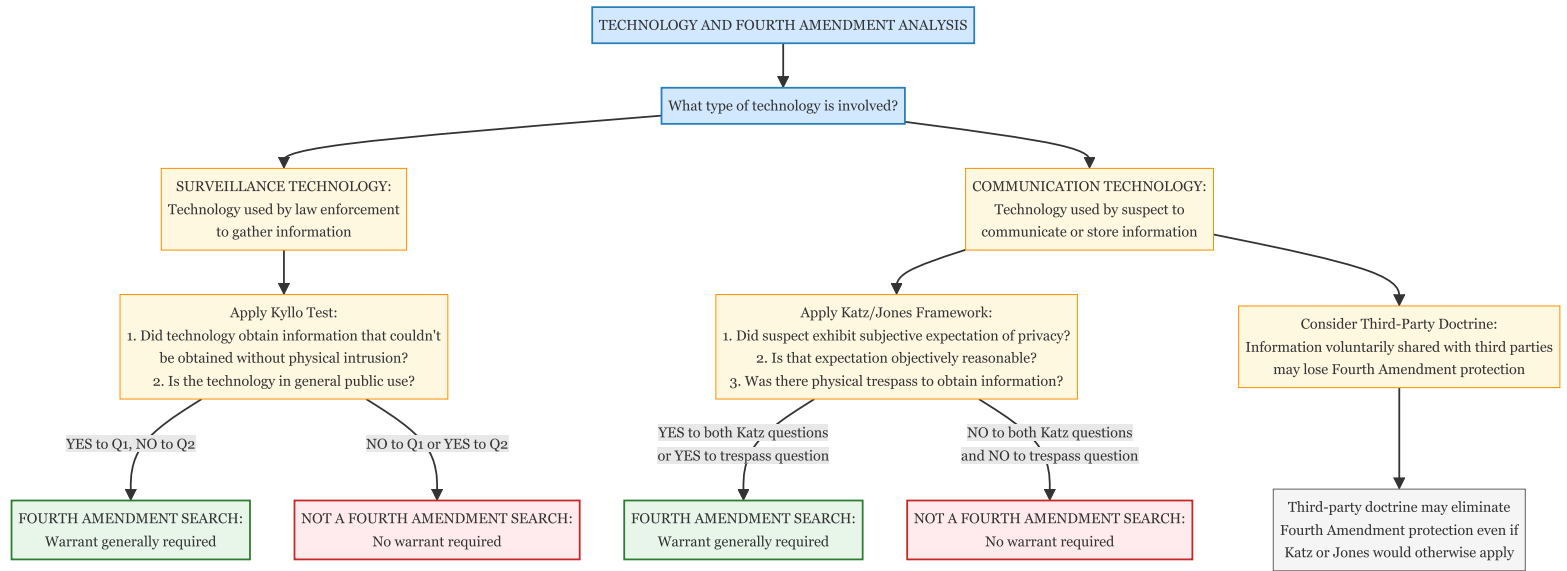 TECHNOLOGY AND FOURTH AMENDMENT ANALYSIS
What type of technology is involved?
SURVEILLANCE TECHNOLOGY:
Technology used by law enforcement
to gather information
COMMUNICATION TECHNOLOGY:
Technology used by suspect to
communicate or store information
Apply Kyllo Test:
1. Did technology obtain information that couldn't
be obtained without physical intrusion?
2. Is the technology in general public use?
Apply Katz/Jones Framework:
1. Did suspect exhibit subjective expectation of privacy?
2. Is that expectation objectively reasonable?
3. Was there physical trespass to obtain information?
Consider Third-Party Doctrine:
Information voluntarily shared with third parties
may lose Fourth Amendment protection
YES to Q1, NO to Q2
NO to Q1 or YES to Q2
YES to both Katz questions
or YES to trespass question
NO to both Katz questions
and NO to trespass question
FOURTH AMENDMENT SEARCH:
Warrant generally required
NOT A FOURTH AMENDMENT SEARCH:
No warrant required
FOURTH AMENDMENT SEARCH:
Warrant generally required
NOT A FOURTH AMENDMENT SEARCH:
No warrant required
Third-party doctrine may eliminate
Fourth Amendment protection even if
Katz or Jones would otherwise apply